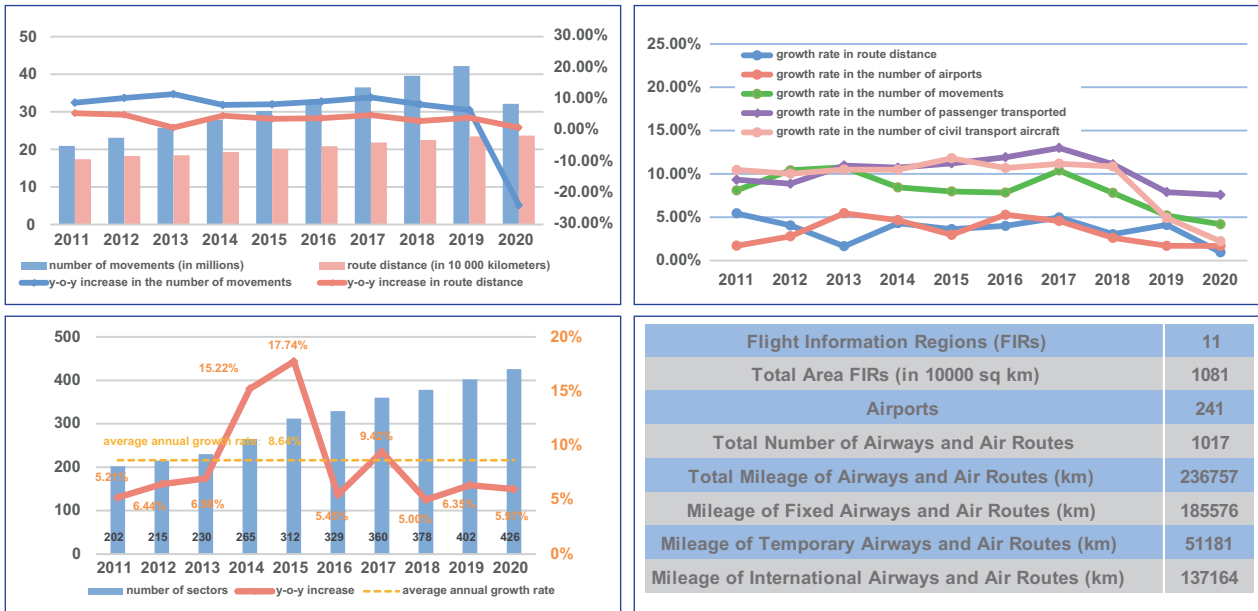 50
40
30
20
10
0
30.00%
20.00%
10.00%
0.00%
-10.00%
-20.00%
-30.00%
2011 2012 2013 2014 2015 2016 2017 2018 2019 2020
number of movements (in millions) route distance (in 10 000 kilometers)
y-o-y increase in the number of movements y-o-y increase in route distance
25.00%
20.00%
15.00%
10.00%
5.00%
0.00%
growth rate in route distance
growth rate in the number of airports
growth rate in the number of movements
growth rate in the number of passenger transported
growth rate in the number of civil transport aircraft
2011 2012 2013 2014 2015 2016 2017 2018 2019 2020
500
400
300
200
100
0
20%
15%
10%
5%
0%
17.74%
15.22%
average annual growth rate: 8.64%
5.21%
6.44%
5.00%
6.35%
5.97%
202 215 230 265 312 329 360 378 402 426
2011 2012 2013 2014 2015 2016 2017 2018 2019 2020
number of sectors y-o-y increase average annual growth rate
Flight Information Regions (FIRs) 11
Total Area FIRs (in 10000 sq km) 1081
Airports 241
Total Number of Airways and Air Routes 1017
Total Mileage of Airways and Air Routes (km) 236757
Mileage of Fixed Airways and Air Routes (km) 185576
Mileage of Temporary Airways and Air Routes (km) 51181
Mileage of International Airways and Air Routes (km) 137164